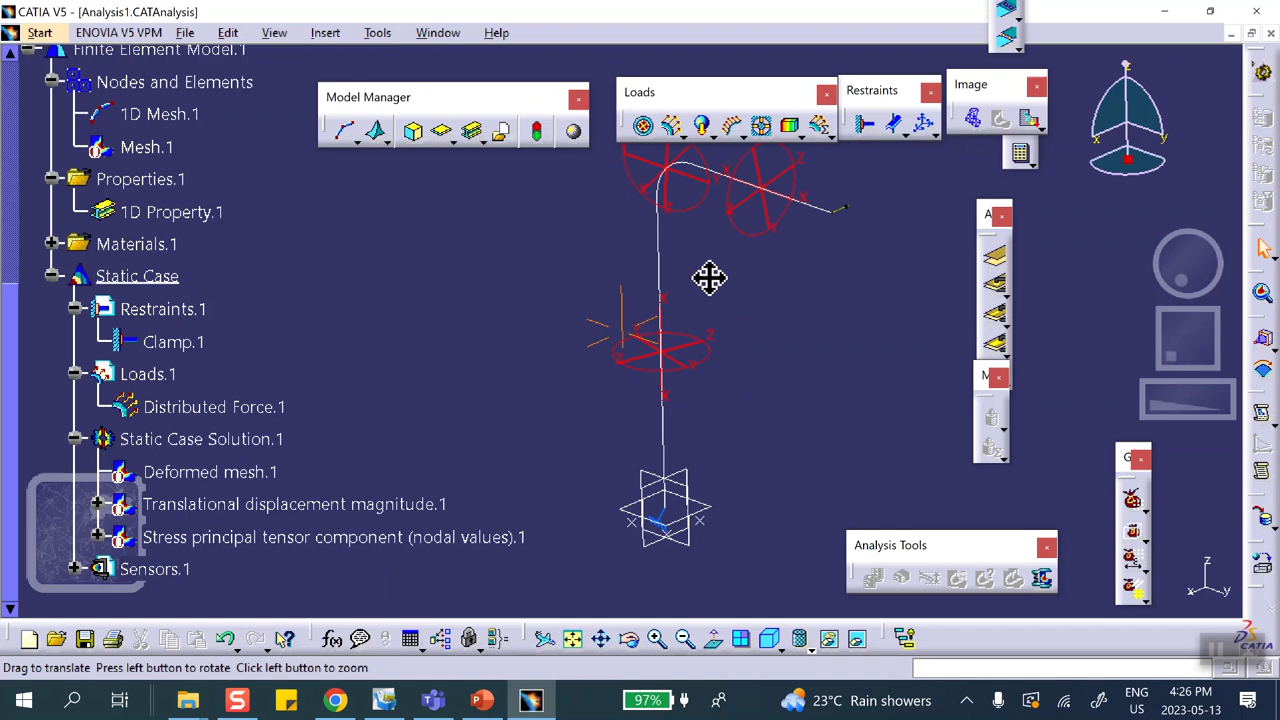 CATIA V5 - [Analysis1.CATAnalysis]
Start ENOVIA V5 VPM File Edit Insert Tools Window Help
Finite Element Model.1
Nodes and Elements
1D Mesh.1
Mesh.1
Properties.1
1D Property.1
Materials.1
Static Case
Restraints.1
Clamp.1
Loads.1
Distributed Force.1
Static Case Solution.1
Deformed mesh.1
Translational displacement magnitude.1
Stress principal tensor component (nodal values).1
Sensors.1
Model Manager
Loads
Restraints
Image
A
M
G
Analysis Tools
z
x
y
Z
X
Y
z
x
y
f(x)
CATIA
Drag to translate. Press left button to rotate. Click left button to zoom
97%
23°C Rain showers
ENG
US
4:26 PM
2023-05-13